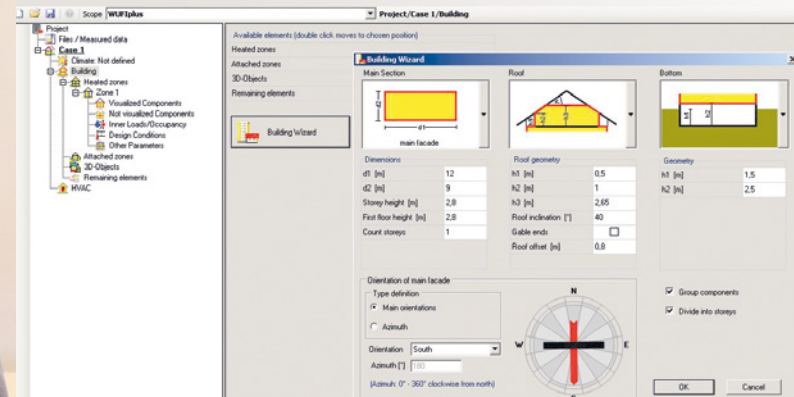 Scope WUFIplus Project/Case 1/Building
Project
Files / Measured data
Case 1
Climate: Not defined
Building
Heated zones
Zone 1
Visualized Components
Not visualized Components
Inner Loads/Occupancy
Design Conditions
Other Parameters
Attached zones
3D-Objects
Remaining elements
HVAC
Available elements (double click moves to chosen position)
Heated zones
Attached zones
3D-Objects
Remaining elements
Building Wizard
Building Wizard
Main Section
d2
d1
main facade
Dimensions
d1 [m] 12
d2 [m] 9
Storey height [m] 2,8
First floor height [m] 2,8
Count storeys 1
Roof
Roof geometry
h1 [m] 0,5
h2 [m] 1
h3 [m] 2,65
Roof inclination [°] 40
Gable ends
Roof offset [m] 0,8
Bottom
Geometry
h1 [m] 1,5
h2 [m] 2,5
Orientation of main facade
Type definition
Main orientations
Azimuth
Orientation South
Azimuth [°] 180
(Azimuh: 0° - 360° clockwise from north)
N
W E
S
Group components
Divide into storeys
OK Cancel